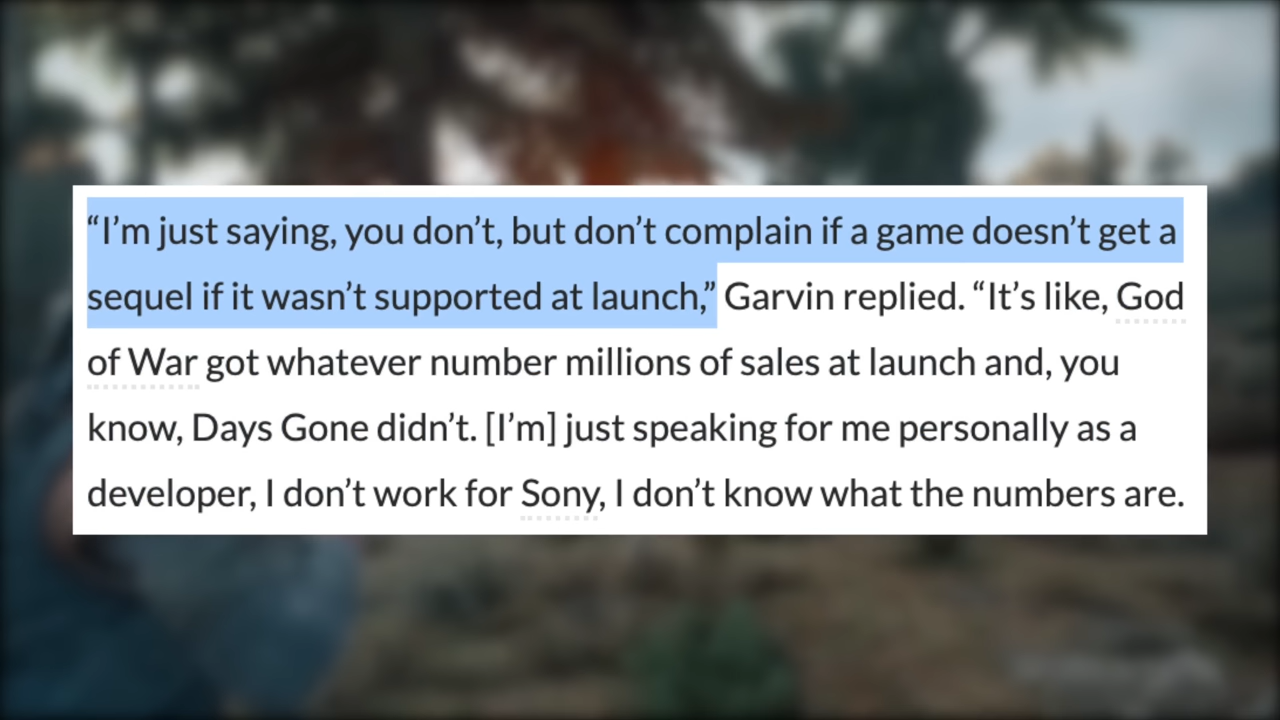 “I’m just saying, you don’t, but don’t complain if a game doesn’t get a
sequel if it wasn’t supported at launch,” Garvin replied. “It’s like, God
of War got whatever number millions of sales at launch and, you
know, Days Gone didn’t. [I’m] just speaking for me personally as a
developer, I don’t work for Sony, I don’t know what the numbers are.